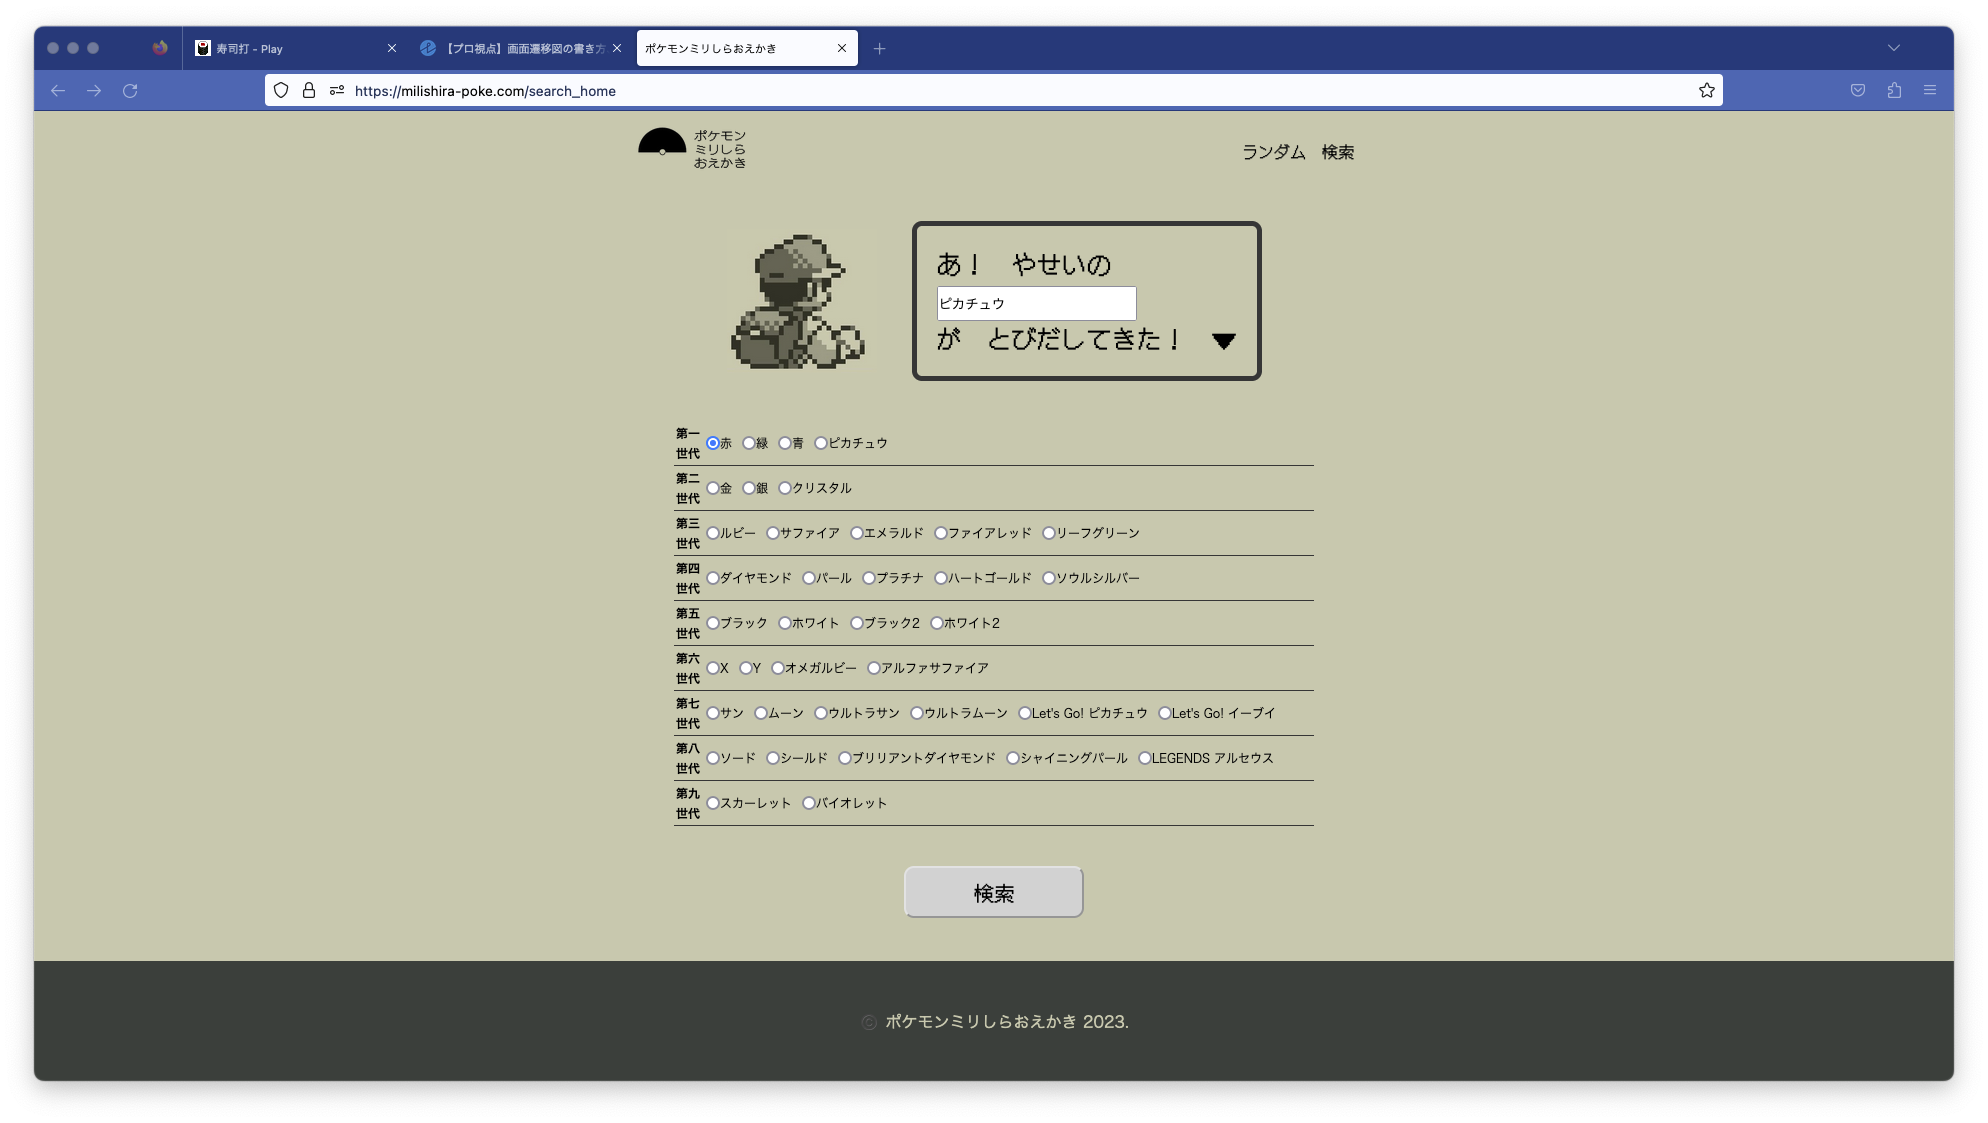 寿司打 - Play
【プロ視点】画面遷移図の書き方
ポケモンミリしらおえかき
https://milishira-poke.com/search_home
ポケモン
ミリしら
おえかき
ランダム 検索
あ！ やせいの
ピカチュウ
が とびだしてきた！ ▼
第一世代 赤 緑 青 ピカチュウ
第二世代 金 銀 クリスタル
第三世代 ルビー サファイア エメラルド ファイアレッド リーフグリーン
第四世代 ダイヤモンド パール プラチナ ハートゴールド ソウルシルバー
第五世代 ブラック ホワイト ブラック2 ホワイト2
第六世代 X Y オメガルビー アルファサファイア
第七世代 サン ムーン ウルトラサン ウルトラムーン Let's Go! ピカチュウ Let's Go! イーブイ
第八世代 ソード シールド ブリリアントダイヤモンド シャイニングパール LEGENDS アルセウス
第九世代 スカーレット バイオレット
検索
© ポケモンミリしらおえかき 2023.